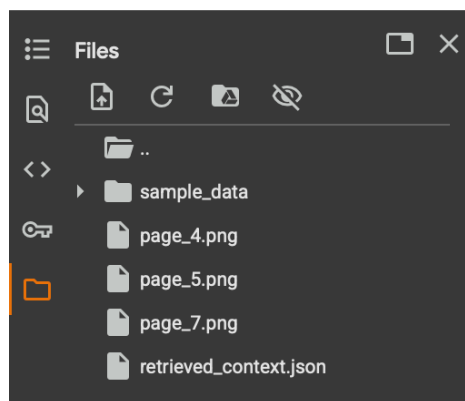 Files
..
sample_data
page_4.png
page_5.png
page_7.png
retrieved_context.json